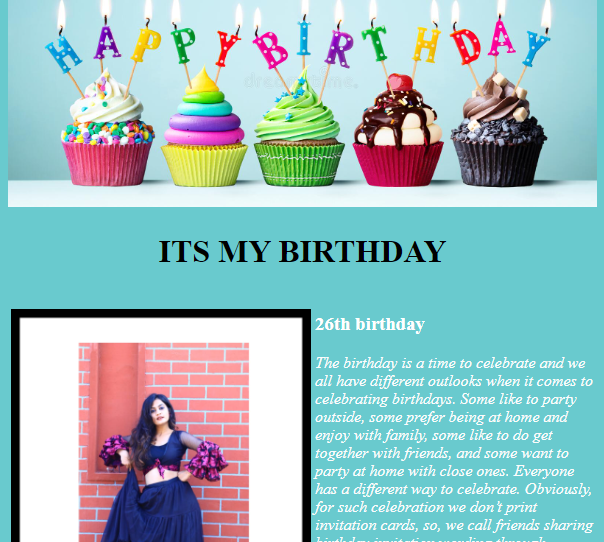 HAPPY BIRTHDAY
dreamstime.
ITS MY BIRTHDAY
26th birthday
The birthday is a time to celebrate and we
all have different outlooks when it comes to
celebrating birthdays. Some like to party
outside, some prefer being at home and
enjoy with family, some like to do get
together with friends, and some want to
party at home with close ones. Everyone
has a different way to celebrate. Obviously,
for such celebration we don't print
invitation cards, so, we call friends sharing